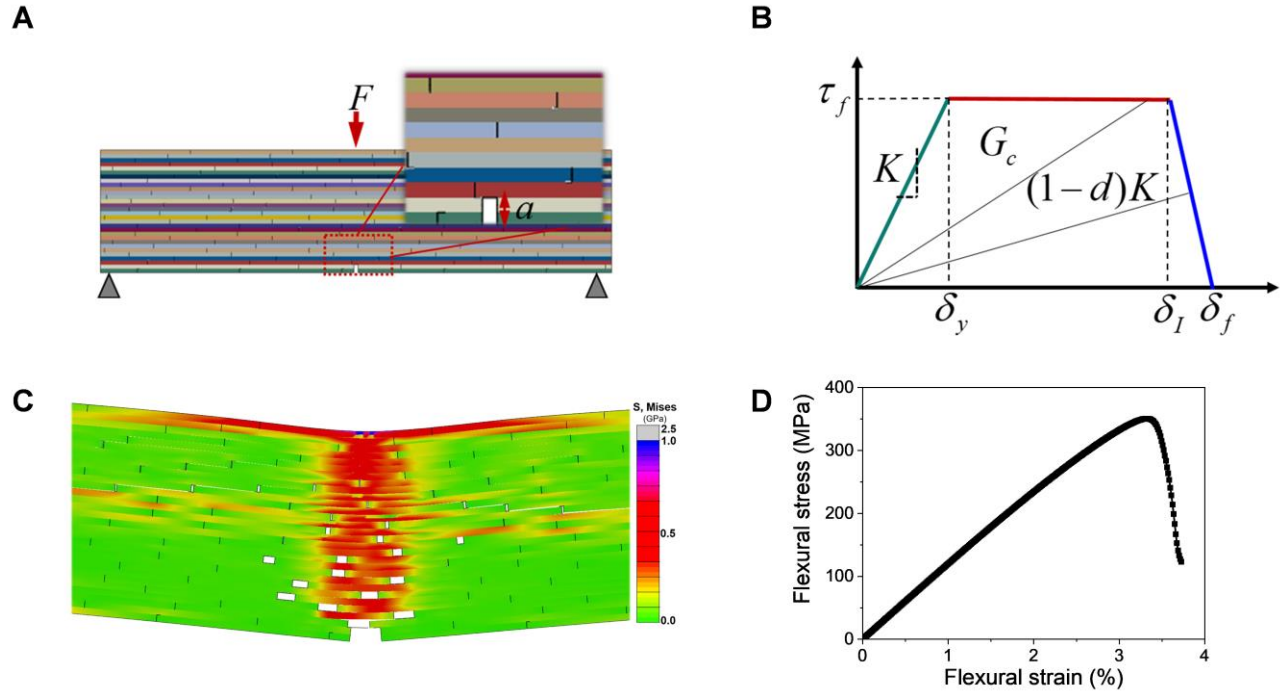 A
F
a
B
τ_f
K
G_c
(1−d)K
δ_y
δ_I
δ_f
C
S, Mises
(GPa)
2.5
1.0
0.5
0.0
D
400
300
200
100
0
Flexural stress (MPa)
0 1 2 3 4
Flexural strain (%)